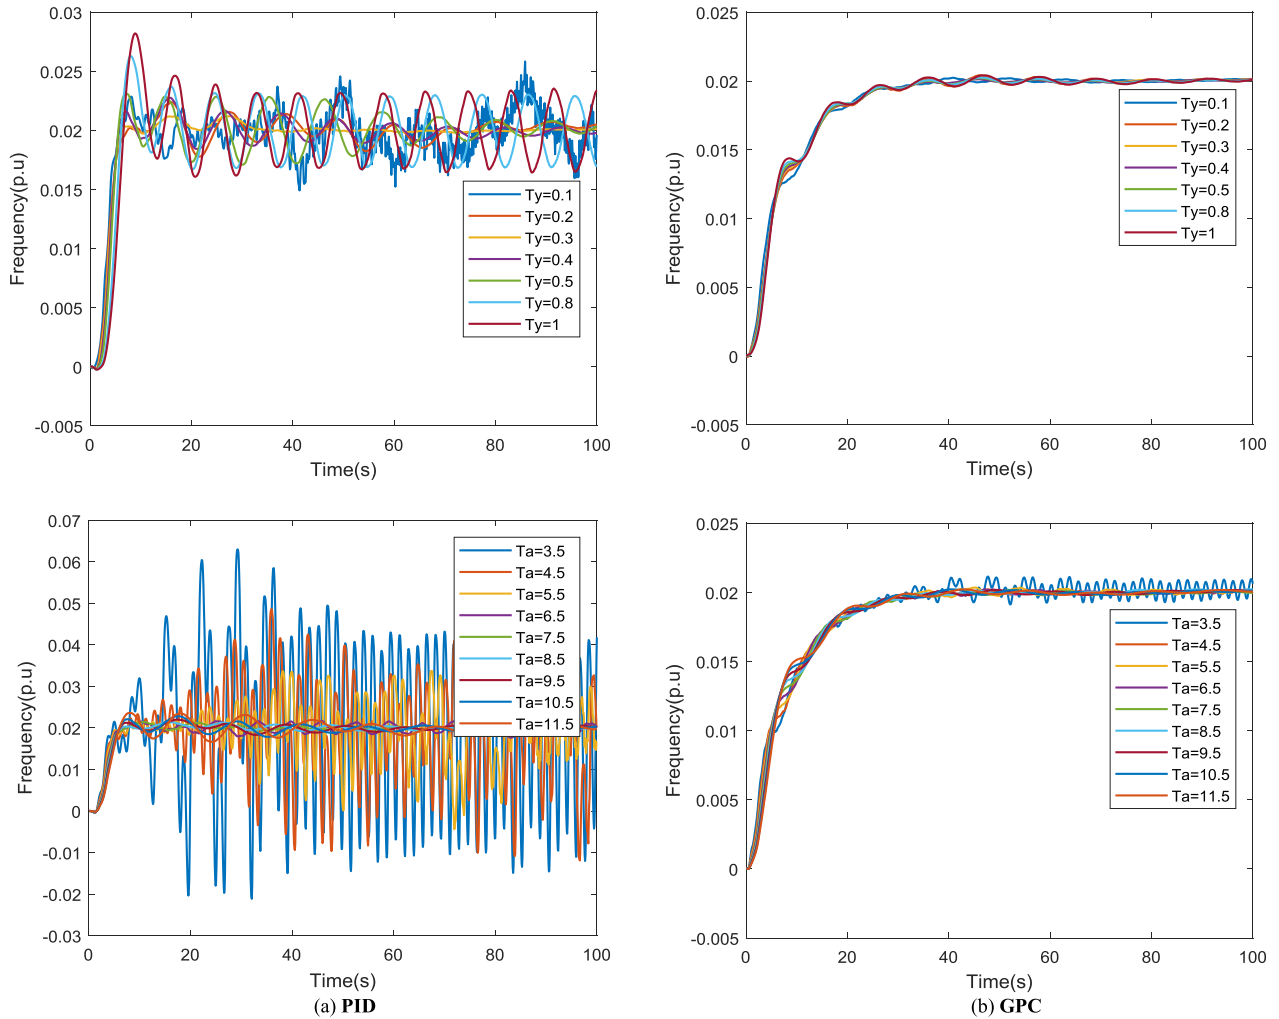 0.03
0.025
0.02
0.015
0.01
0.005
0
-0.005
Frequency(p.u)
0 20 40 60 80 100
Time(s)
Ty=0.1
Ty=0.2
Ty=0.3
Ty=0.4
Ty=0.5
Ty=0.8
Ty=1
0.025
0.02
0.015
0.01
0.005
0
-0.005
Frequency(p.u)
0 20 40 60 80 100
Time(s)
Ty=0.1
Ty=0.2
Ty=0.3
Ty=0.4
Ty=0.5
Ty=0.8
Ty=1
0.07
0.06
0.05
0.04
0.03
0.02
0.01
0
-0.01
-0.02
-0.03
Frequency(p.u)
0 20 40 60 80 100
Time(s)
Ta=3.5
Ta=4.5
Ta=5.5
Ta=6.5
Ta=7.5
Ta=8.5
Ta=9.5
Ta=10.5
Ta=11.5
(a) PID
0.025
0.02
0.015
0.01
0.005
0
-0.005
Frequency(p.u)
0 20 40 60 80 100
Time(s)
Ta=3.5
Ta=4.5
Ta=5.5
Ta=6.5
Ta=7.5
Ta=8.5
Ta=9.5
Ta=10.5
Ta=11.5
(b) GPC